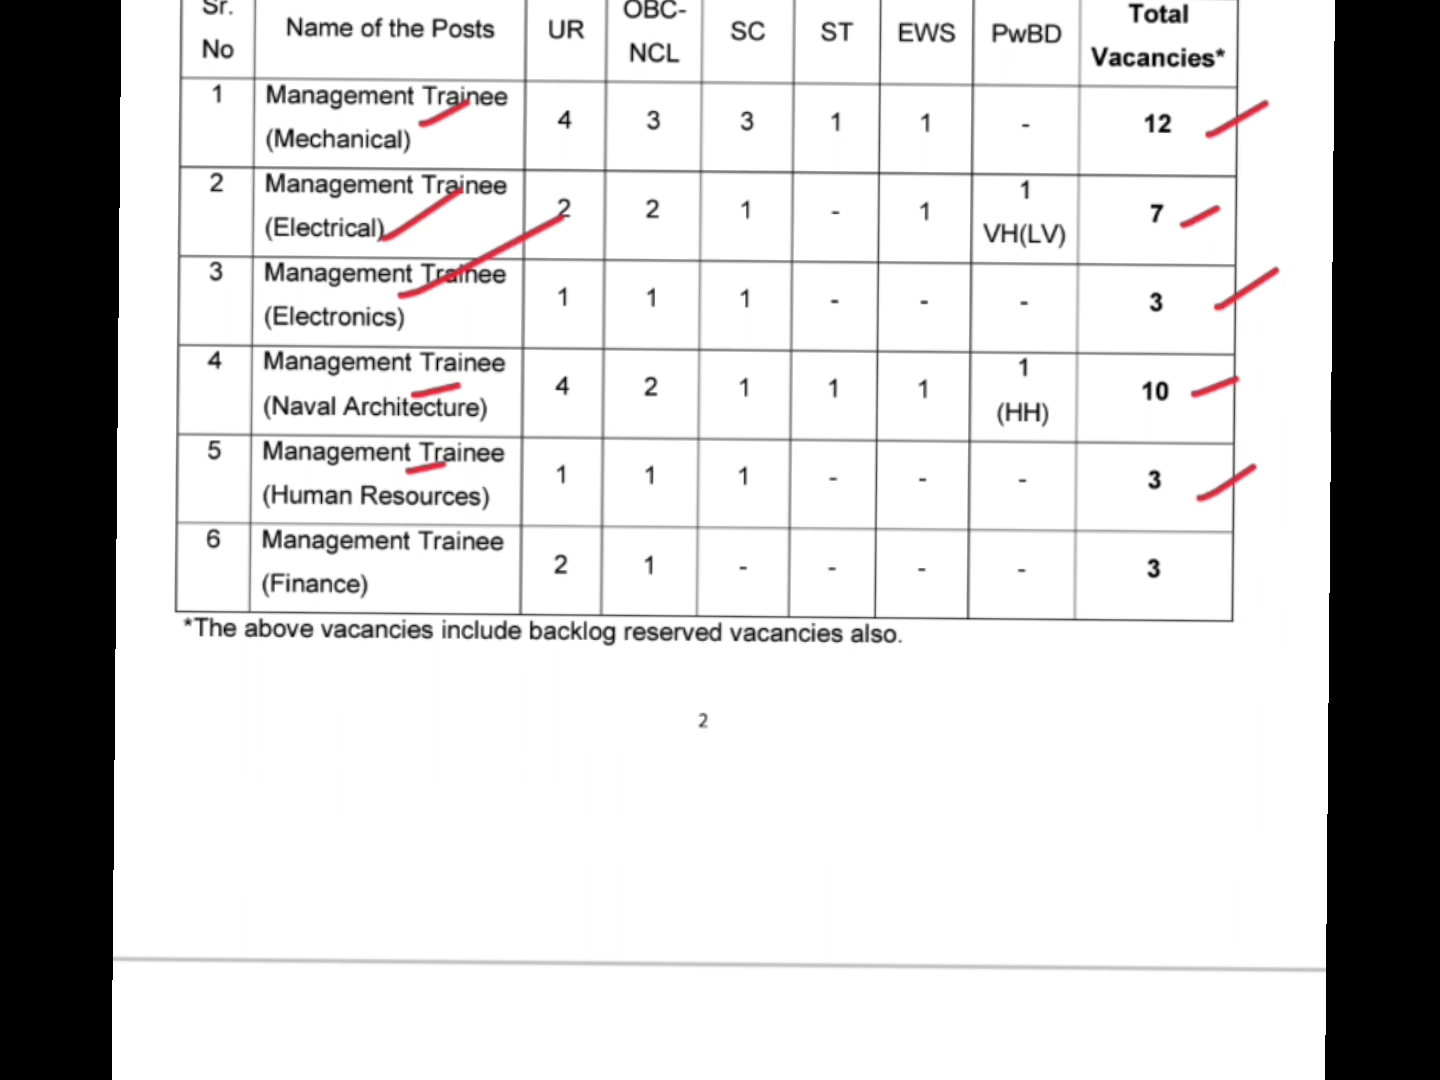 Sr. No | Name of the Posts | UR | OBC-NCL | SC | ST | EWS | PwBD | Total Vacancies*
1 | Management Trainee (Mechanical) | 4 | 3 | 3 | 1 | 1 | - | 12
2 | Management Trainee (Electrical) | 2 | 2 | 1 | - | 1 | 1 VH(LV) | 7
3 | Management Trainee (Electronics) | 1 | 1 | 1 | - | - | - | 3
4 | Management Trainee (Naval Architecture) | 4 | 2 | 1 | 1 | 1 | 1 (HH) | 10
5 | Management Trainee (Human Resources) | 1 | 1 | 1 | - | - | - | 3
6 | Management Trainee (Finance) | 2 | 1 | - | - | - | - | 3
*The above vacancies include backlog reserved vacancies also.
2